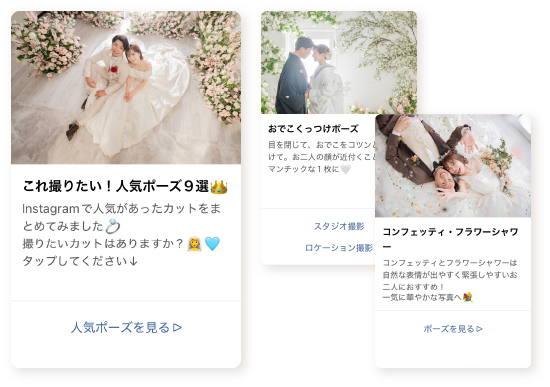 これ撮りたい！人気ポーズ９選👑
Instagramで人気があったカットをま
とめてみました💍
撮りたいカットはありますか？👰🩵
タップしてください↓
人気ポーズを見る▷
おでこくっつけポーズ
目を閉じて、おでこをコツンと
けて。お二人の顔が近付くこと
マンチックな１枚に🤍
スタジオ撮影
ロケーション撮影
コンフェッティ・フラワーシャワ
ー
コンフェッティとフラワーシャワーは
自然な表情が出やすく緊張しやすいお
二人におすすめ！
一気に華やかな写真へ💐
ポーズを見る▷